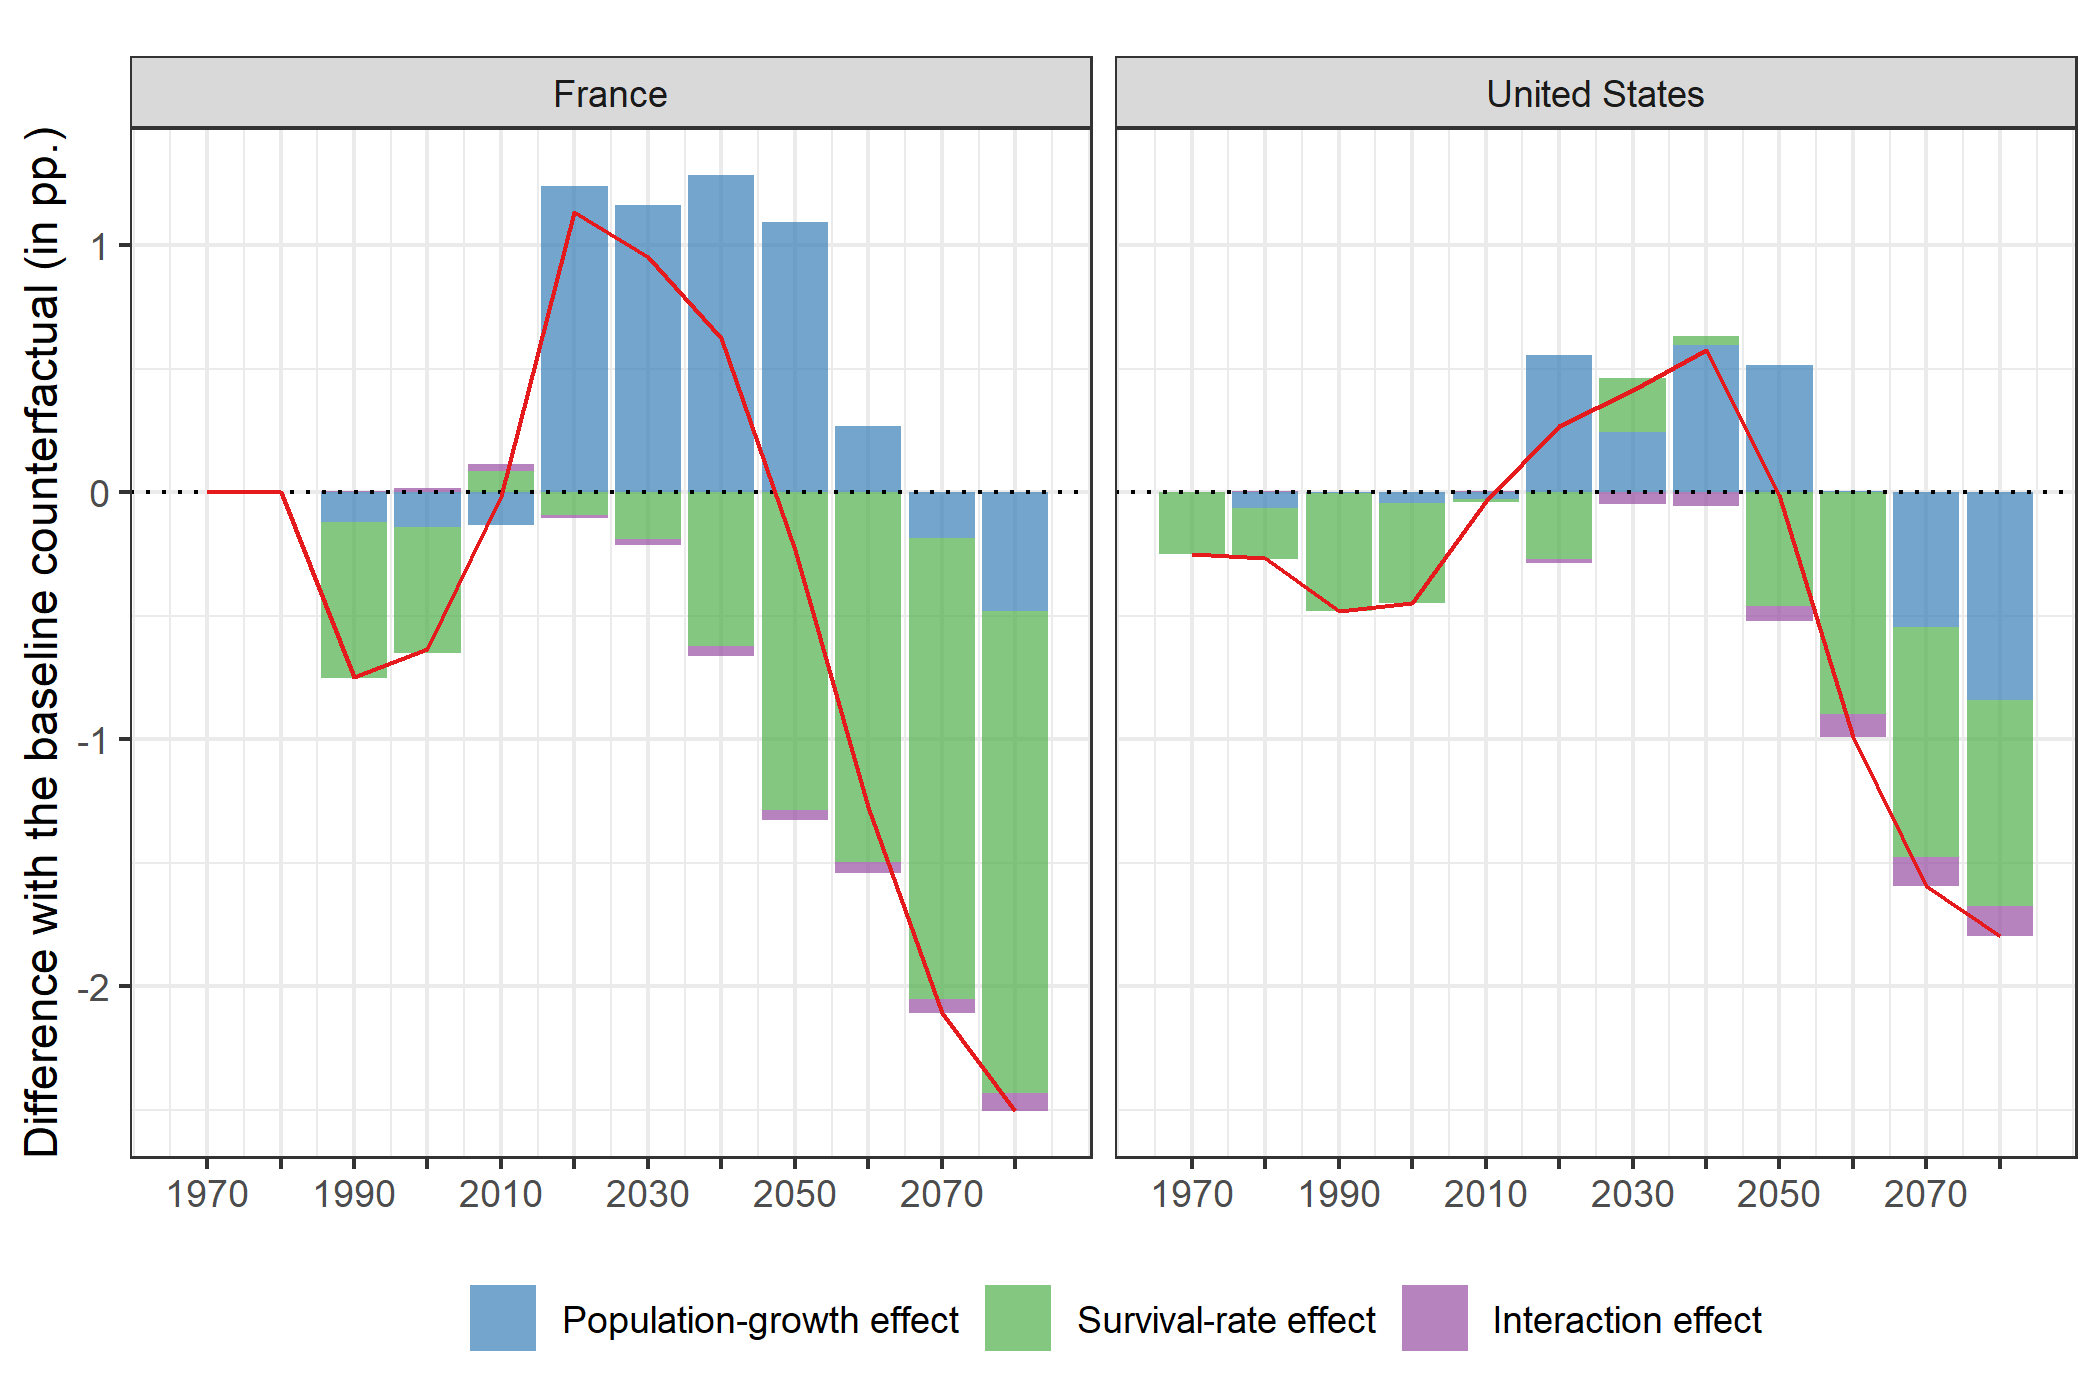 France
United States
Difference with the baseline counterfactual (in pp.)
1
0
-1
-2
1970 1990 2010 2030 2050 2070
1970 1990 2010 2030 2050 2070
Population-growth effect Survival-rate effect Interaction effect